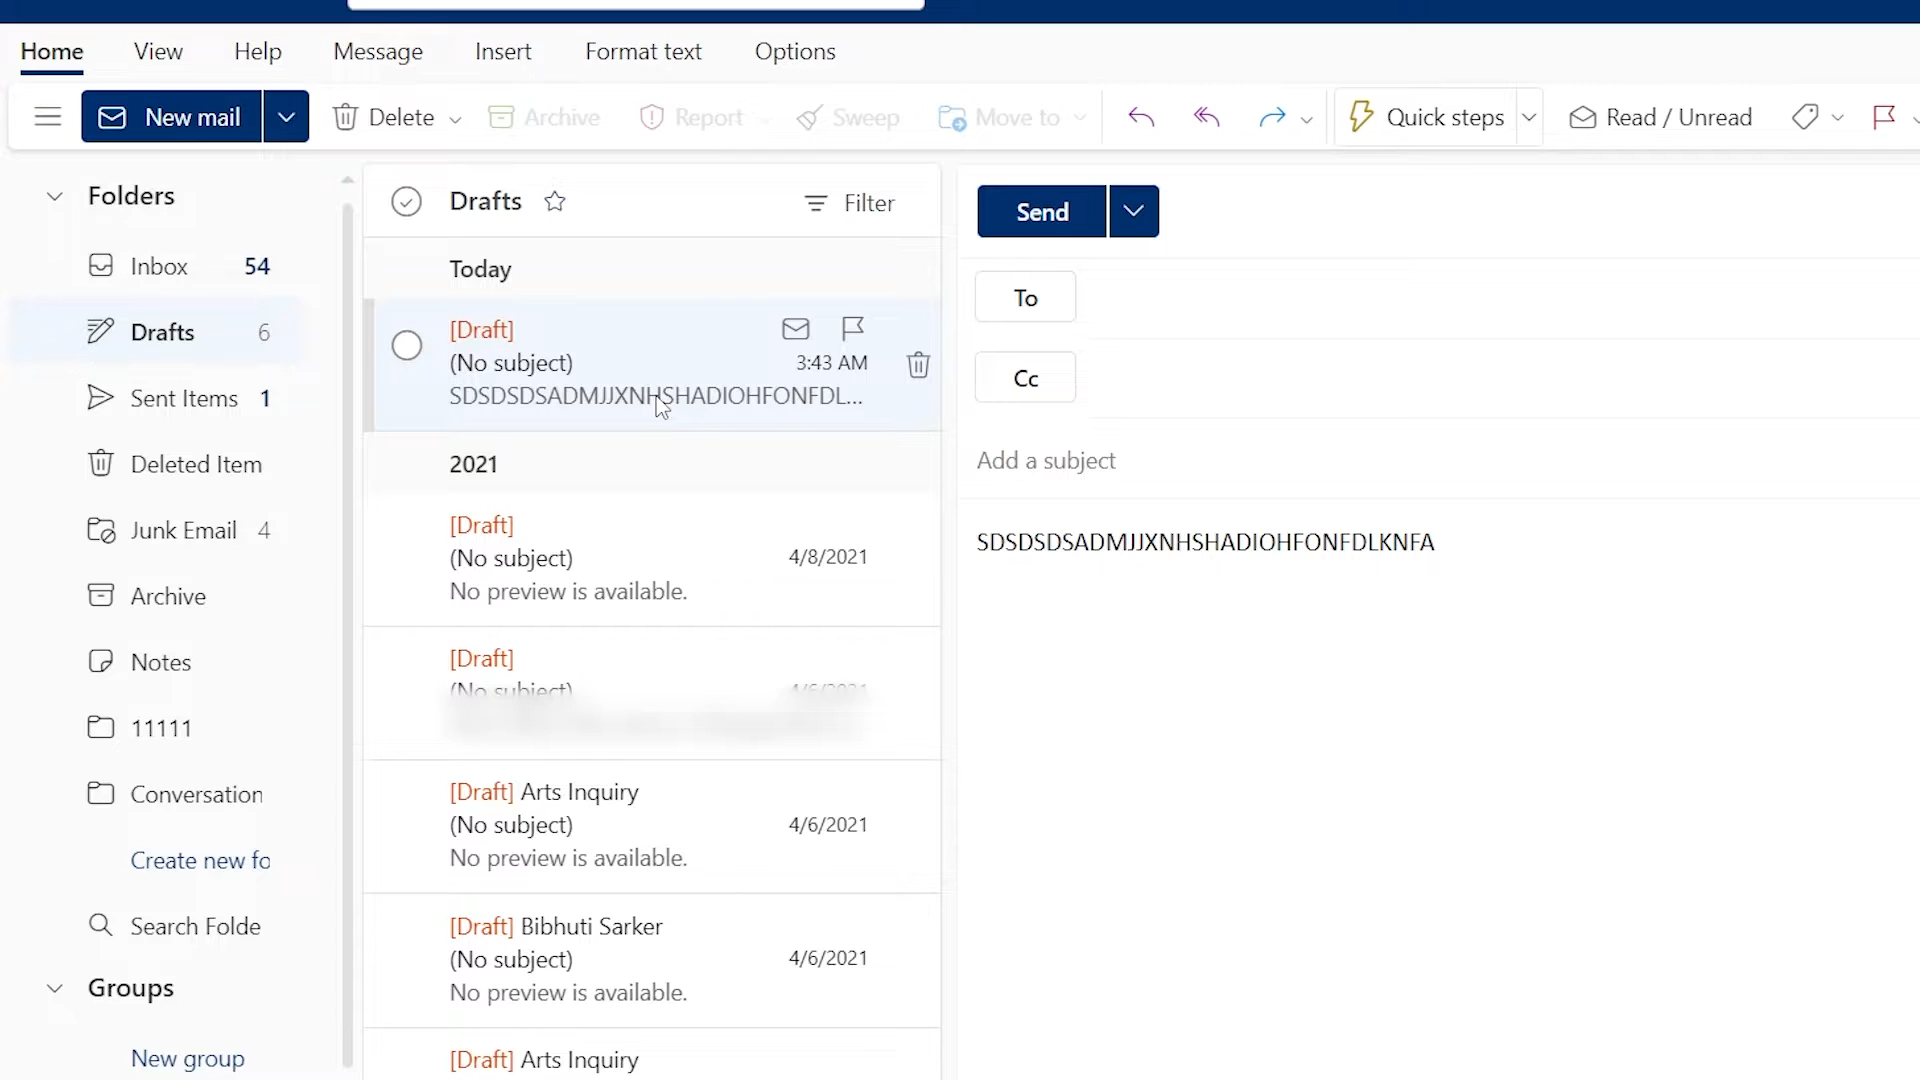 Home View Help Message Insert Format text Options
New mail Delete Archive Report Sweep Move to Quick steps Read / Unread
Folders
Inbox 54
Drafts 6
Sent Items 1
Deleted Item
Junk Email 4
Archive
Notes
11111
Conversation
Create new fo
Search Folde
Groups
New group
Drafts Filter
Today
[Draft]
(No subject) 3:43 AM
SDSDSDSADMJJXNHSHADIOHFONFDL...
2021
[Draft]
(No subject) 4/8/2021
No preview is available.
[Draft]
(No subject) 4/6/2021
[Draft] Arts Inquiry
(No subject) 4/6/2021
No preview is available.
[Draft] Bibhuti Sarker
(No subject) 4/6/2021
No preview is available.
[Draft] Arts Inquiry
Send
To
Cc
Add a subject
SDSDSDSADMJJXNHSHADIOHFONFDLKNFA